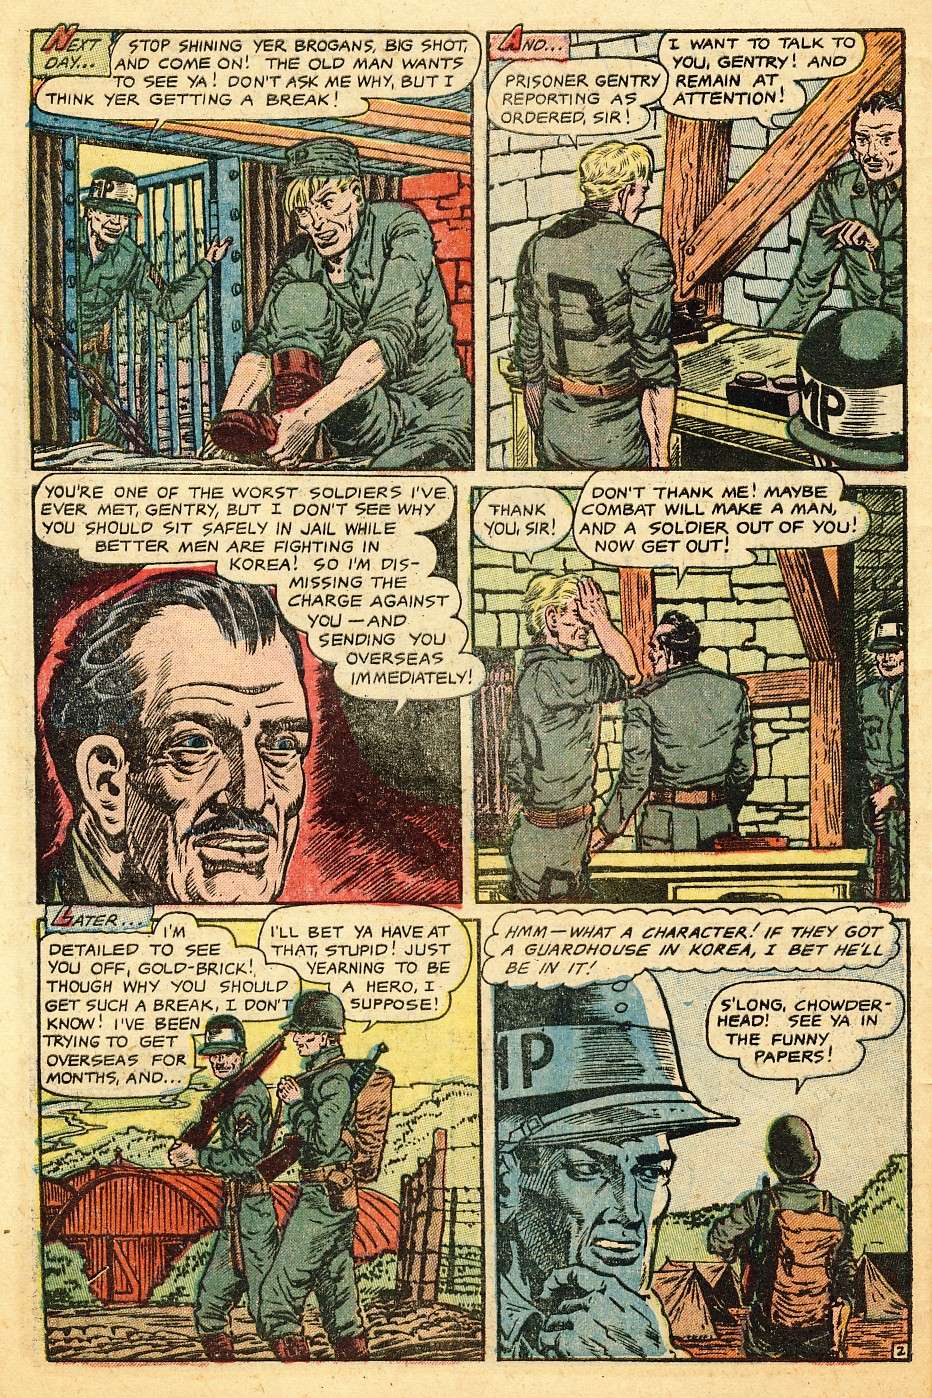 NEXT
DAY...
STOP SHINING YER BROGANS, BIG SHOT,
AND COME ON! THE OLD MAN WANTS
TO SEE YA! DON'T ASK ME WHY, BUT I
THINK YER GETTING A BREAK!
MP
AND...
PRISONER GENTRY
REPORTING AS
ORDERED, SIR!
I WANT TO TALK TO
YOU, GENTRY! AND
REMAIN AT
ATTENTION!
P
MP
YOU'RE ONE OF THE WORST SOLDIERS I'VE
EVER MET, GENTRY, BUT I DON'T SEE WHY
YOU SHOULD SIT SAFELY IN JAIL WHILE
BETTER MEN ARE FIGHTING IN
KOREA! SO I'M DIS-
MISSING THE
CHARGE AGAINST
YOU—AND
SENDING YOU
OVERSEAS
IMMEDIATELY!
THANK
YOU, SIR!
DON'T THANK ME! MAYBE
COMBAT WILL MAKE A MAN,
AND A SOLDIER OUT OF YOU!
NOW GET OUT!
P
LATER...
I'M
DETAILED TO SEE
YOU OFF, GOLD-BRICK!
THOUGH WHY YOU SHOULD
GET SUCH A BREAK, I DON'T
KNOW! I'VE BEEN
TRYING TO GET
OVERSEAS FOR
MONTHS, AND...
I'LL BET YA HAVE AT
THAT, STUPID! JUST
YEARNING TO BE
A HERO, I
SUPPOSE!
HMM—WHAT A CHARACTER! IF THEY GOT
A GUARDHOUSE IN KOREA, I BET HE'LL
BE IN IT!
MP
S'LONG, CHOWDER-
HEAD! SEE YA IN
THE FUNNY
PAPERS!
2